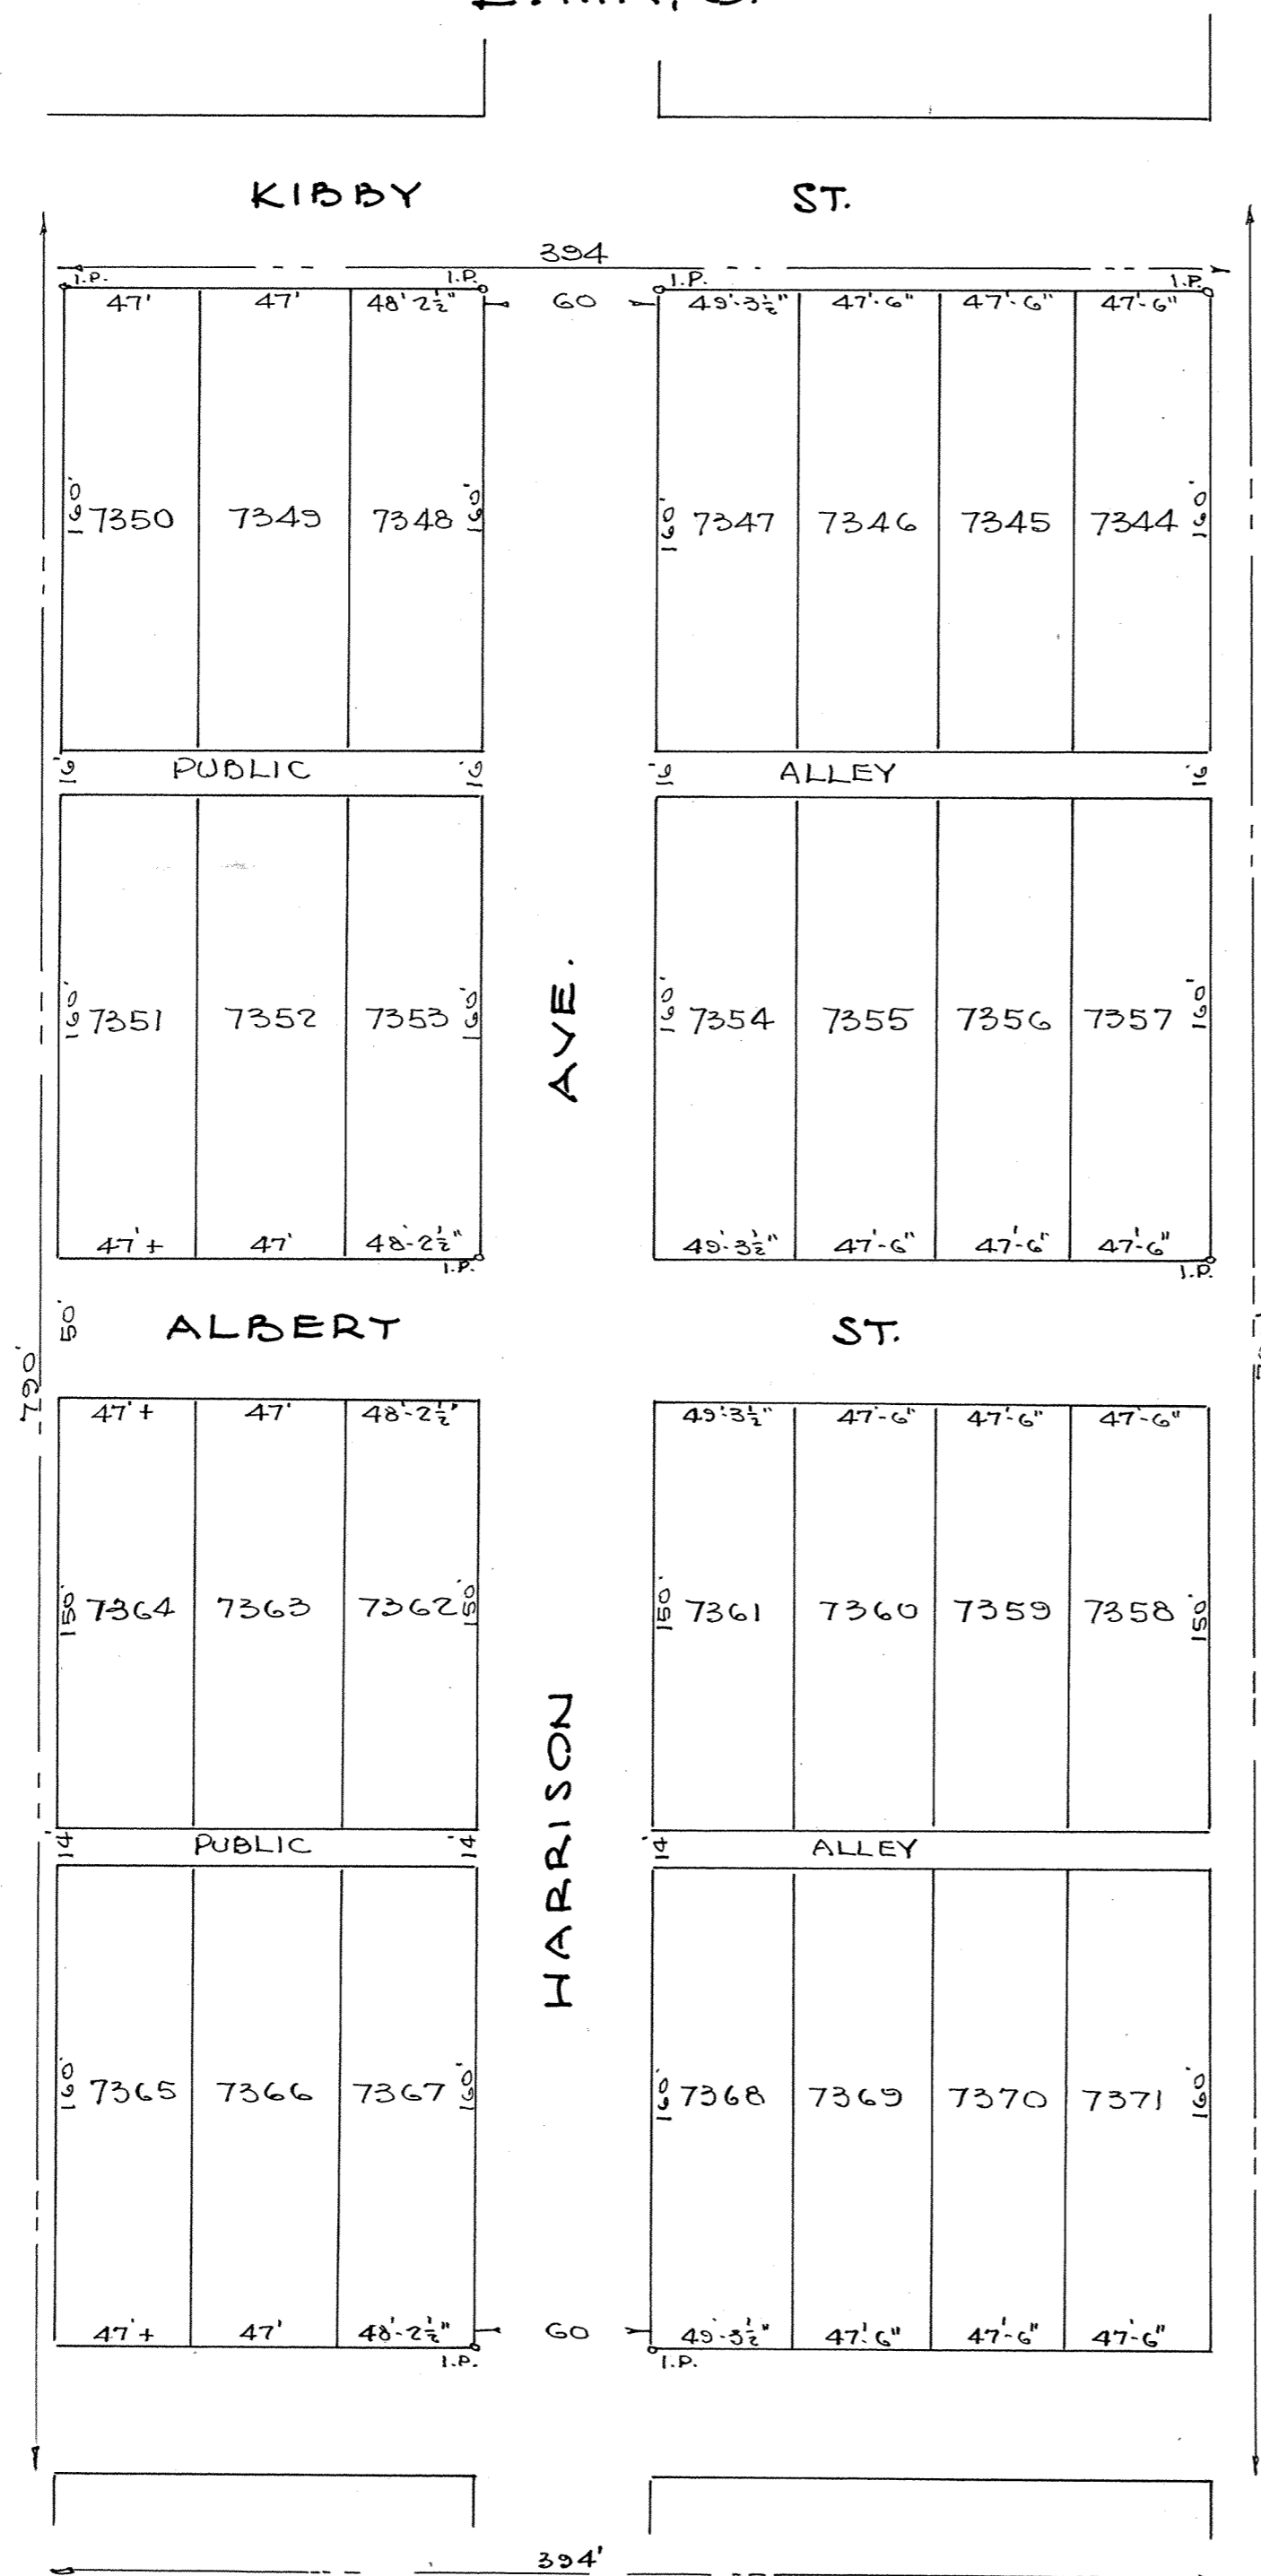 KIBBY ST.
394
I.P. I.P. I.P. I.P.
47' 47' 48' 2½" 60 49'-3½" 47'-6" 47'-6" 47'-6"
160' 7350 7349 7348 160' 160' 7347 7346 7345 7344 160'
16' PUBLIC 16' 16' ALLEY 16'
160' 7351 7352 7353 160' 160' 7354 7355 7356 7357 160'
AVE.
47'+ 47' 48'-2½" 49'-3½" 47'-6" 47'-6" 47'-6"
I.P. I.P.
50' ALBERT ST.
790'
47'+ 47' 48'-2½" 49'-3½" 47'-6" 47'-6" 47'-6"
150' 7364 7363 7362 150' 150' 7361 7360 7359 7358 150'
HARRISON
14' PUBLIC 14' 14' ALLEY
160' 7365 7366 7367 160' 160' 7368 7369 7370 7371 160'
47'+ 47' 48'-2½" 60 49'-3½" 47'-6" 47'-6" 47'-6"
I.P. I.P.
394'